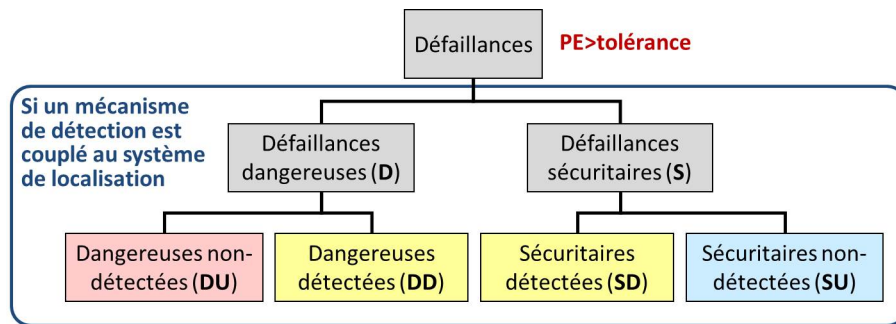 Défaillances
PE>tolérance
Si un mécanisme
de détection est
couplé au système
de localisation
Défaillances
dangereuses (D)
Défaillances
sécuritaires (S)
Dangereuses non-
détectées (DU)
Dangereuses
détectées (DD)
Sécuritaires
détectées (SD)
Sécuritaires non-
détectées (SU)